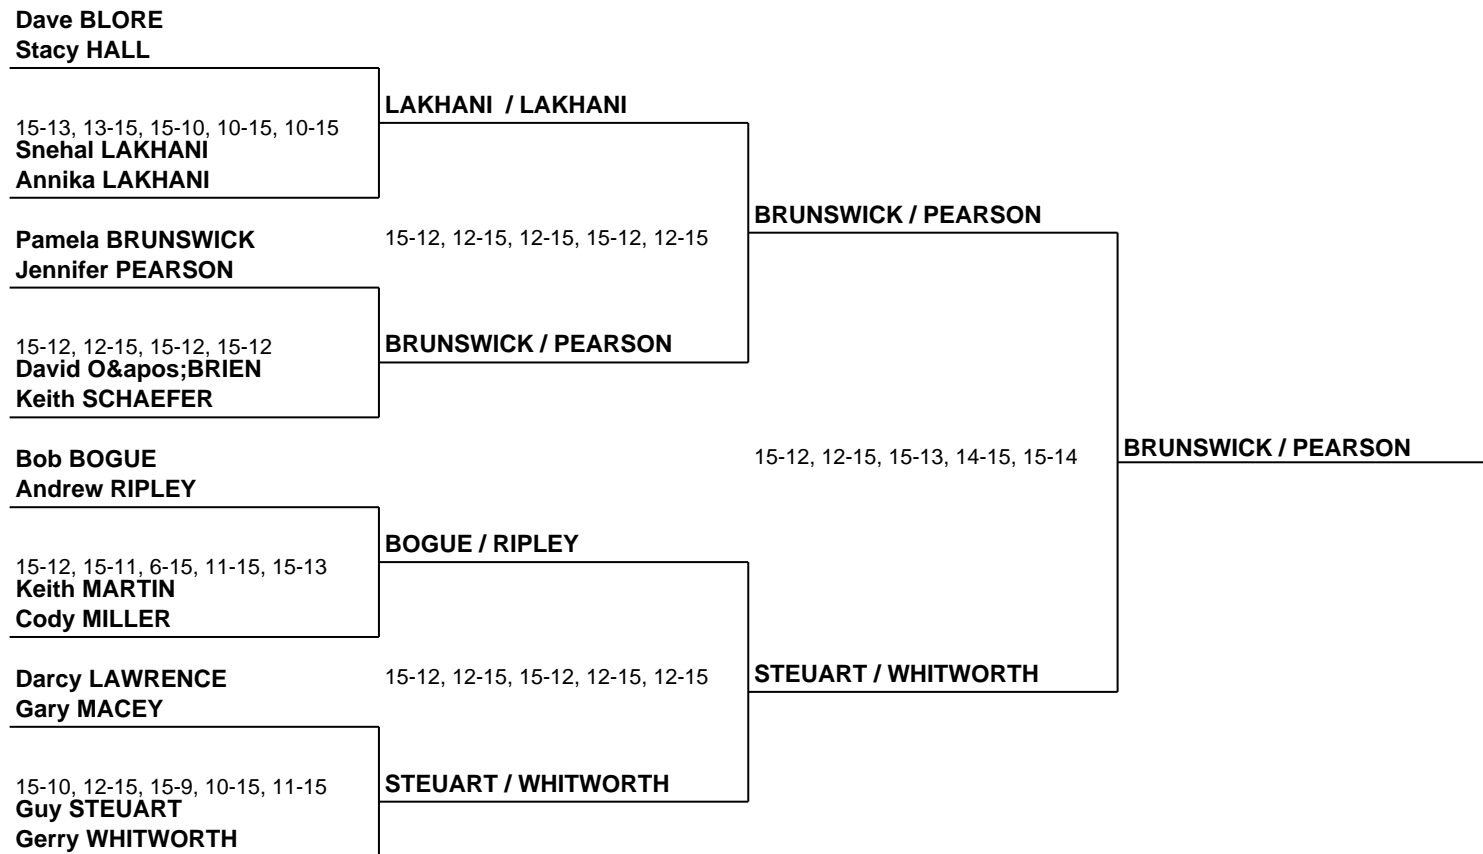 Dave BLORE
Stacy HALL
15-13, 13-15, 15-10, 10-15, 10-15
Snehal LAKHANI
Annika LAKHANI
Pamela BRUNSWICK
Jennifer PEARSON
15-12, 12-15, 15-12, 15-12
David O&apos;BRIEN
Keith SCHAEFER
Bob BOGUE
Andrew RIPLEY
15-12, 15-11, 6-15, 11-15, 15-13
Keith MARTIN
Cody MILLER
Darcy LAWRENCE
Gary MACEY
15-10, 12-15, 15-9, 10-15, 11-15
Guy STEUART
Gerry WHITWORTH
LAKHANI  / LAKHANI
15-12, 12-15, 12-15, 15-12, 12-15
BRUNSWICK / PEARSON
BOGUE / RIPLEY
15-12, 12-15, 15-12, 12-15, 12-15
STEUART / WHITWORTH
BRUNSWICK / PEARSON
15-12, 12-15, 15-13, 14-15, 15-14
STEUART / WHITWORTH
BRUNSWICK / PEARSON